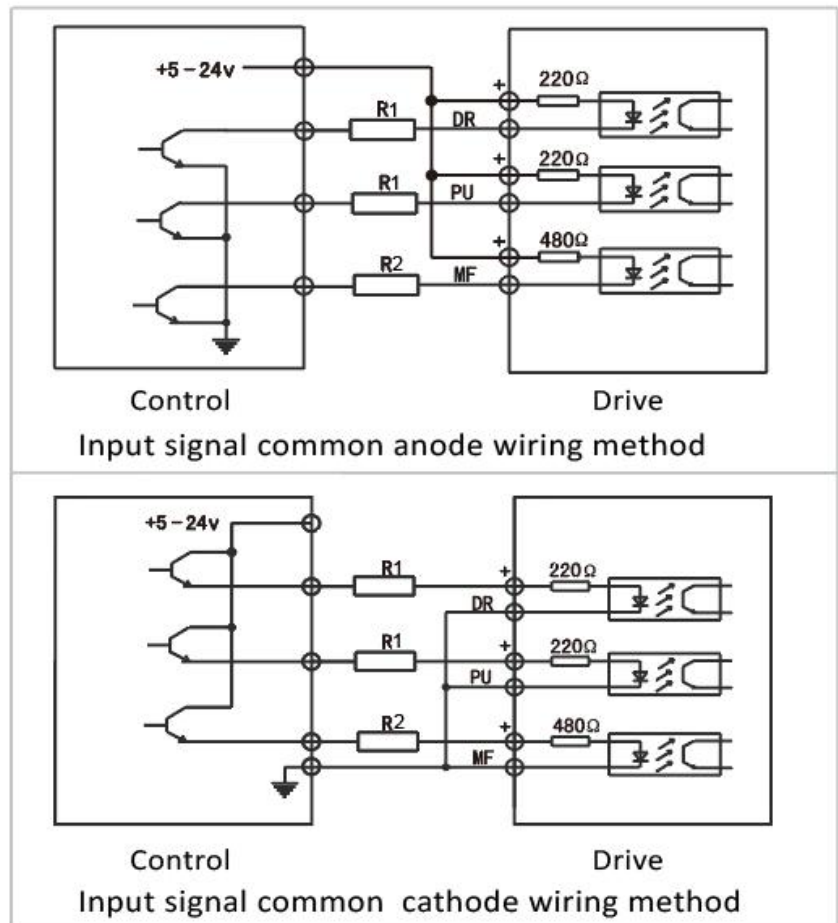 +5-24v
+
220Ω
R1
DR
+
220Ω
R1
PU
+
480Ω
R2
MF
Control
Drive
Input signal common anode wiring method
+5-24v
R1
+
220Ω
DR
R1
+
220Ω
PU
R2
+
480Ω
MF
Control
Drive
Input signal common cathode wiring method